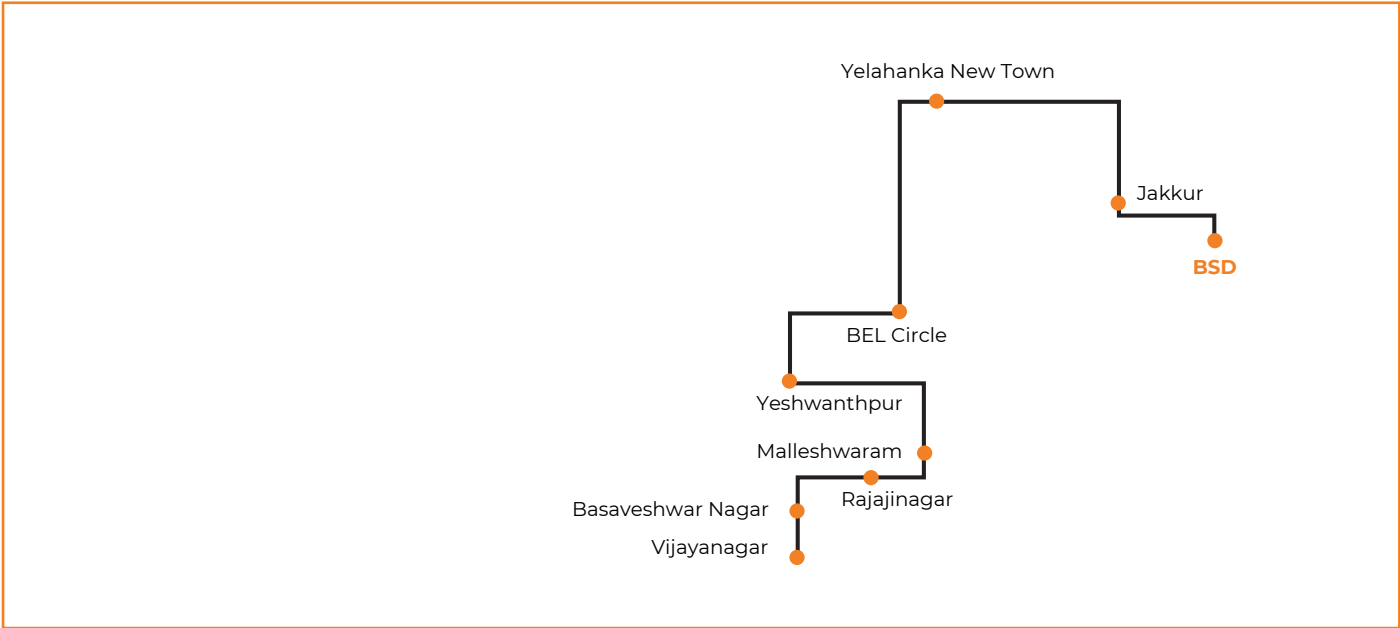 Yelahanka New Town
Jakkur
BSD
BEL Circle
Yeshwanthpur
Malleshwaram
Rajajinagar
Basaveshwar Nagar
Vijayanagar